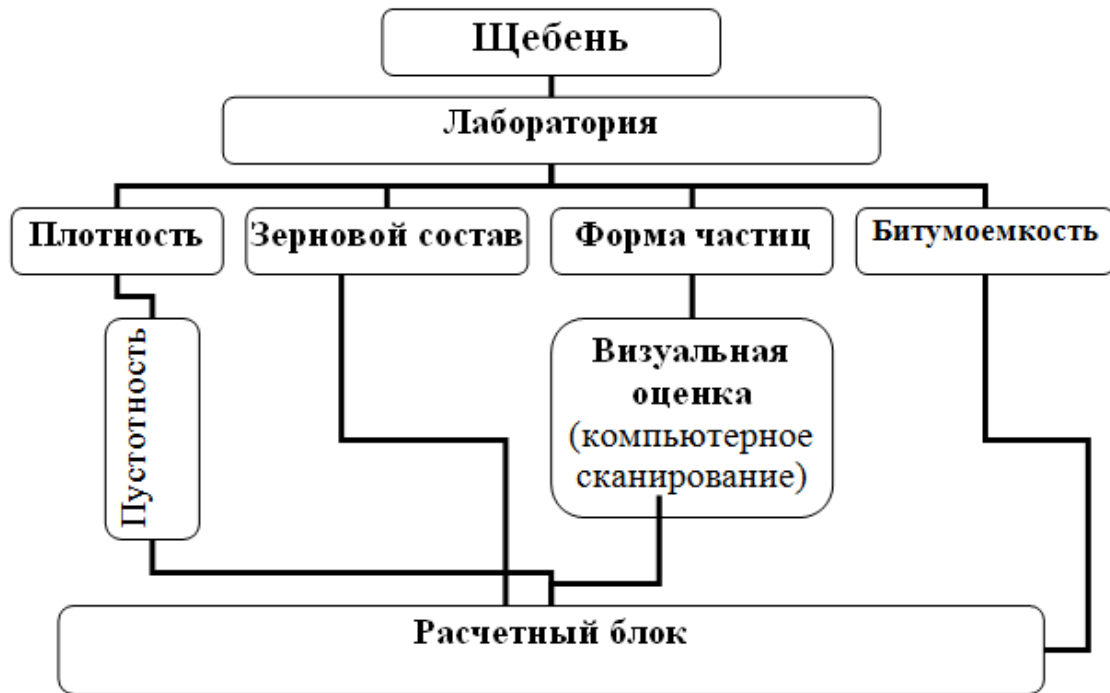 Щебень
Лаборатория
Плотность
Зерновой состав
Форма частиц
Битумоемкость
Пустотность
Визуальная
оценка
(компьютерное
сканирование)
Расчетный блок